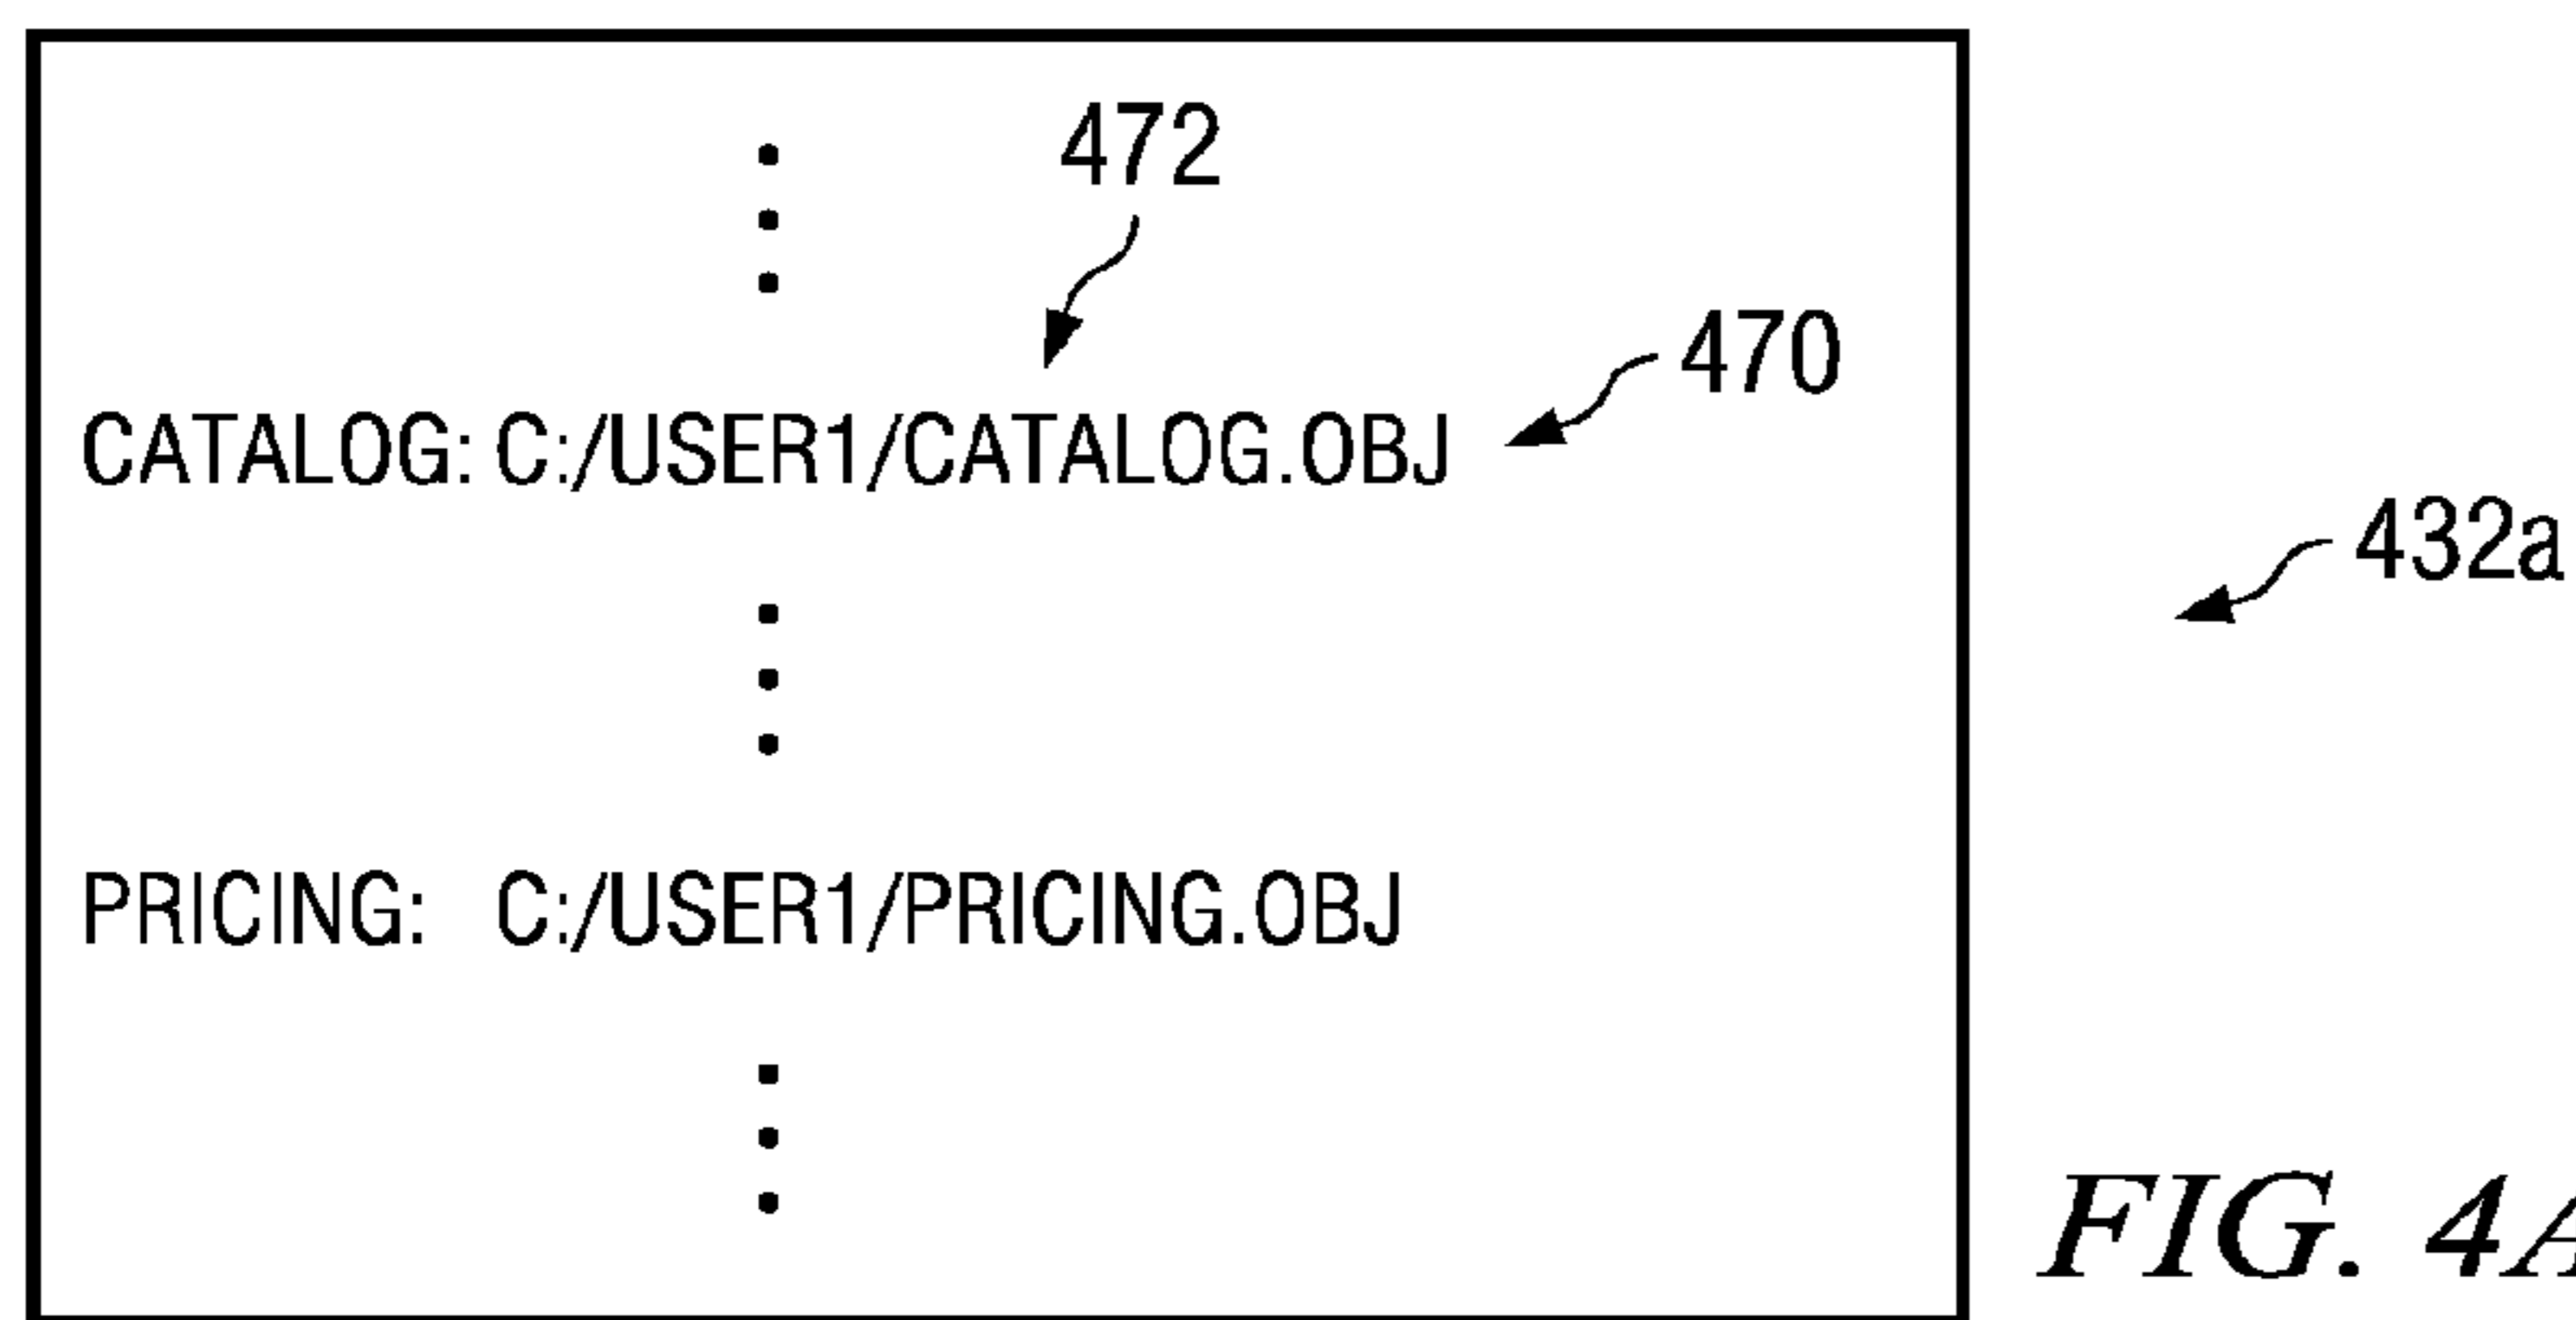 472
470
CATALOG: C:/USER1/CATALOG.OBJ
432a
PRICING: C:/USER1/PRICING.OBJ
FIG. 4A